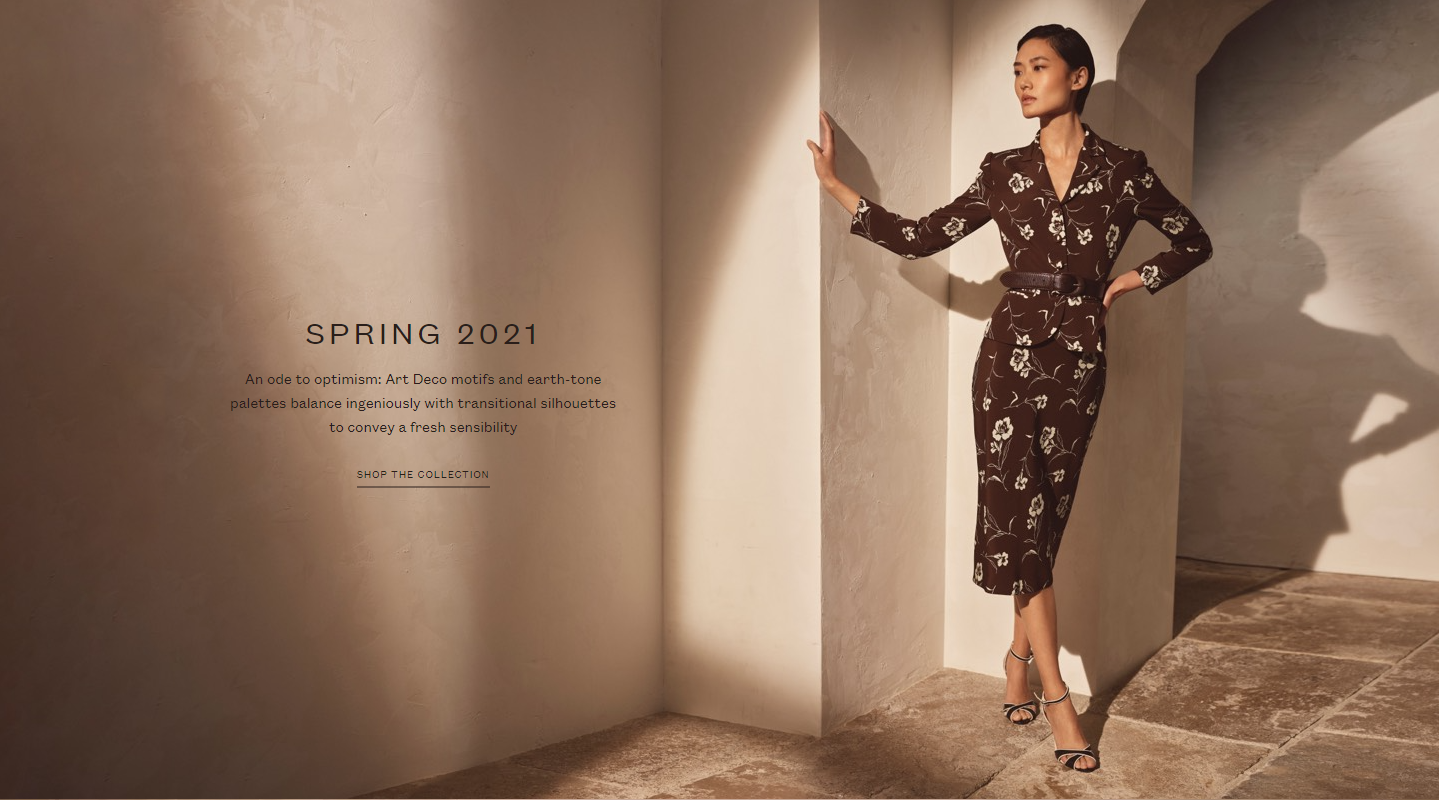 SPRING 2021
An ode to optimism: Art Deco motifs and earth-tone
palettes balance ingeniously with transitional silhouettes
to convey a fresh sensibility
SHOP THE COLLECTION